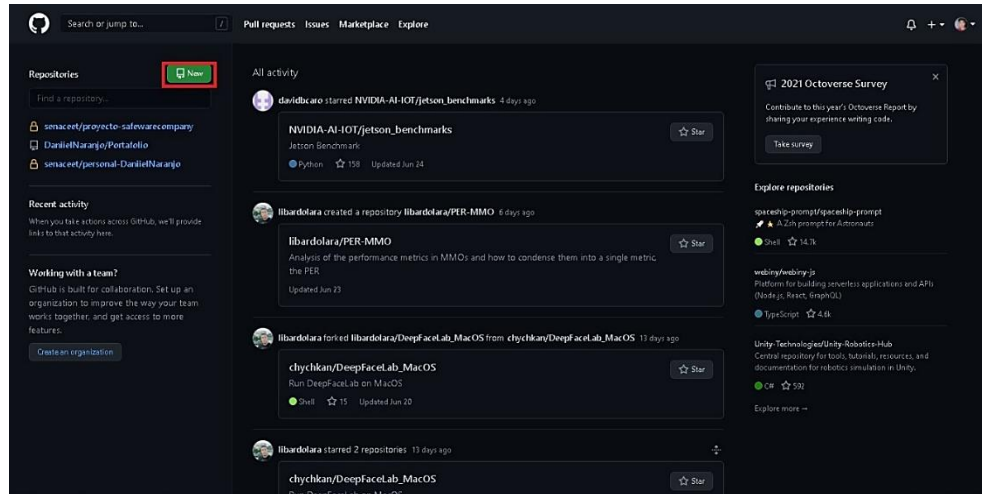 Search or jump to...
/
Pull requests Issues Marketplace Explore
Repositories
New
Find a repository...
senaceet/proyecto-safewarecompany
DaniielNaranjo/Portafolio
senaceet/personal-DaniielNaranjo
Recent activity
When you take actions across GitHub, we'll provide
links to that activity here.
Working with a team?
GitHub is built for collaboration. Set up an
organization to improve the way your team
works together, and get access to more
features.
Create an organization
All activity
davidbcaro starred NVIDIA-AI-IOT/jetson_benchmarks 4 days ago
NVIDIA-AI-IOT/jetson_benchmarks
Star
Jetson Benchmark
Python 158 Updated Jun 24
libardolara created a repository libardolara/PER-MMO 6 days ago
libardolara/PER-MMO
Star
Analysis of the performance metrics in MMOs and how to condense them into a single metric,
the PER
Updated Jun 23
libardolara forked libardolara/DeepFaceLab_MacOS from chychkan/DeepFaceLab_MacOS 13 days ago
chychkan/DeepFaceLab_MacOS
Star
Run DeepFaceLab on MacOS
Shell 15 Updated Jun 20
libardolara starred 2 repositories 13 days ago
chychkan/DeepFaceLab_MacOS
Star
Run DeepFaceLab on MacOS
2021 Octoverse Survey
Contribute to this year's Octoverse Report by
sharing your experience writing code.
Take survey
Explore repositories
spaceship-prompt/spaceship-prompt
A Zsh prompt for Astronauts
Shell 14.7k
webiny/webiny-js
Platform for building serverless applications and APIs
(Node.js, React, GraphQL)
TypeScript 4.6k
Unity-Technologies/Unity-Robotics-Hub
Central repository for tools, tutorials, resources, and
documentation for robotics simulation in Unity.
C# 592
Explore more →